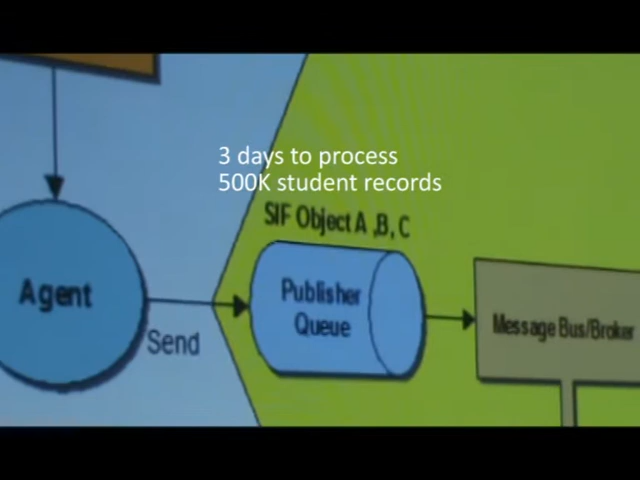 3 days to process
500K student records
SIF Object A ,B, C
Agent
Send
Publisher
Queue
Message Bus/Broker